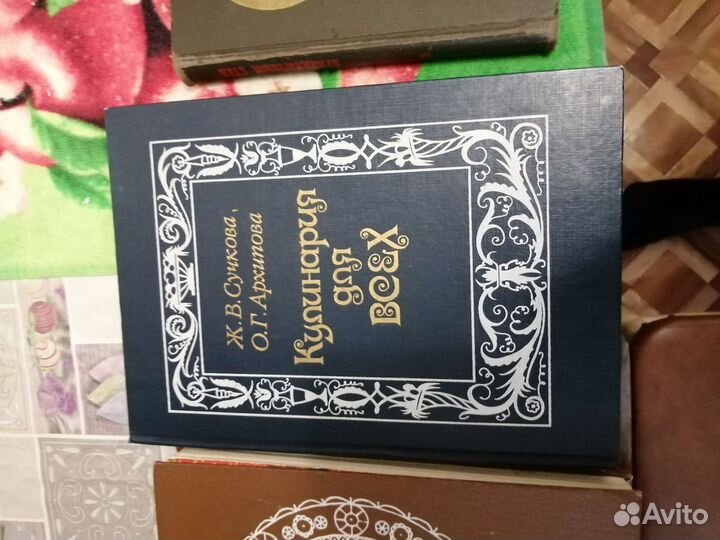 Ж.В.Сучкова,
О.Г.Архипова
Кулинария
для
всех
Avito